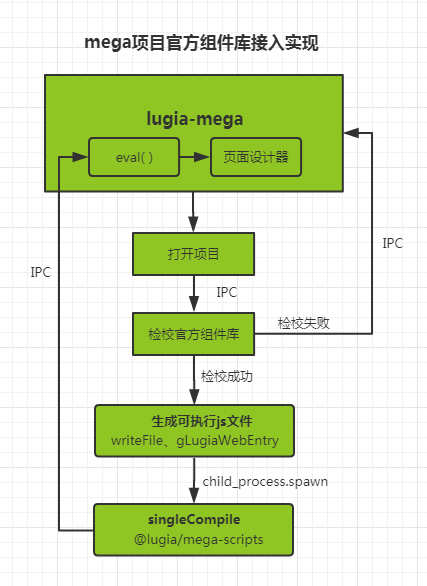 mega项目官方组件库接入实现
lugia-mega
eval( )
页面设计器
IPC
IPC
打开项目
IPC
检校官方组件库
检校失败
检校成功
生成可执行js文件
writeFile、gLugiaWebEntry
child_process.spawn
singleCompile
@lugia/mega-scripts